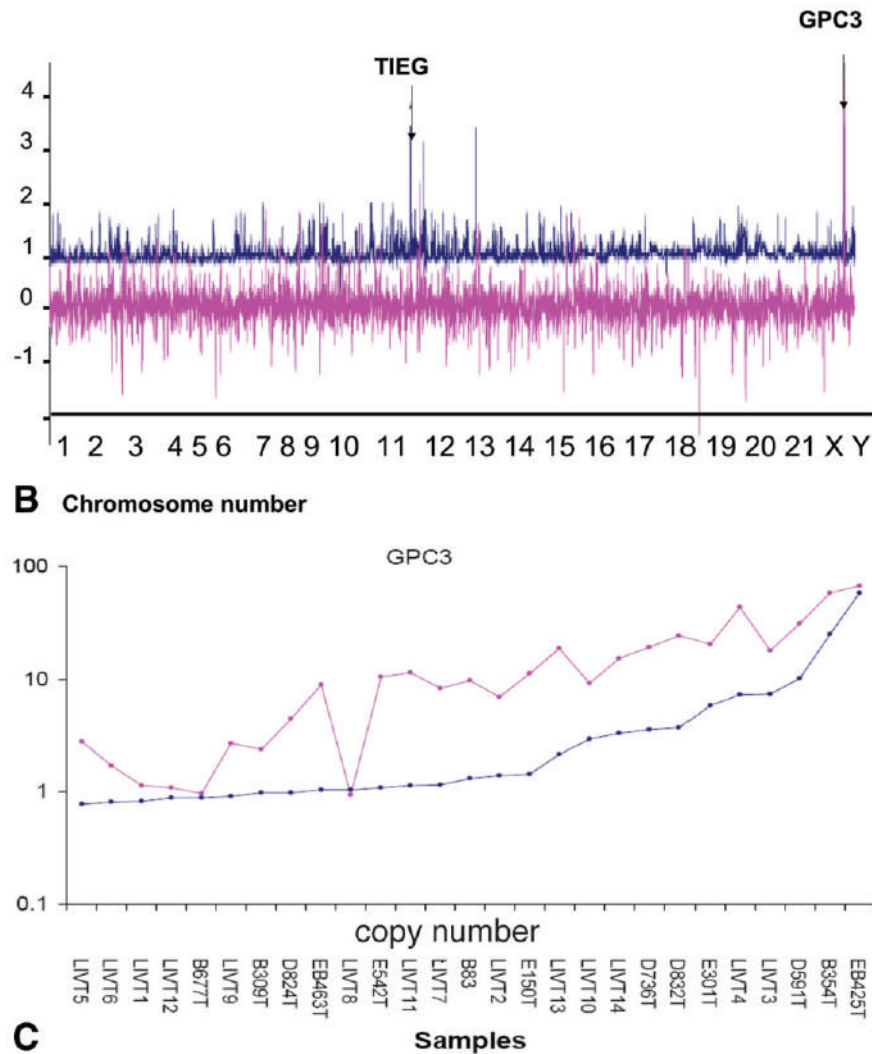 GPC3
TIEG
4
3
2
1
0
-1
1 2 3 4 5 6 7 8 9 10 11 12 13 14 15 16 17 18 19 20 21 X Y
B Chromosome number
GPC3
100
10
1
0.1
copy number
LIVT5 LIVT6 LIVT1 LIVT12 B677T LIVT9 B309T D824T EB463T LIVT8 E542T LIVT11 LIVT7 B83 LIVT2 E150T LIVT13 LIVT10 LIVT14 D736T D832T E301T LIVT4 LIVT3 D591T B354T EB425T
C Samples